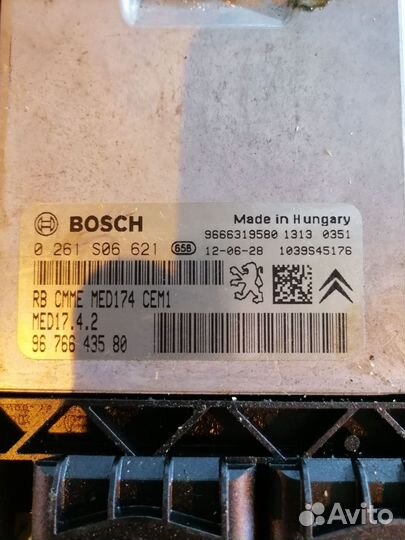 BOSCH
Made in Hungary
9666319580 1313 0351
0 261 S06 621 658 12-06-28 1039S45176
RB CMME MED174 CEM1
MED17.4.2
96 766 435 80
Avito